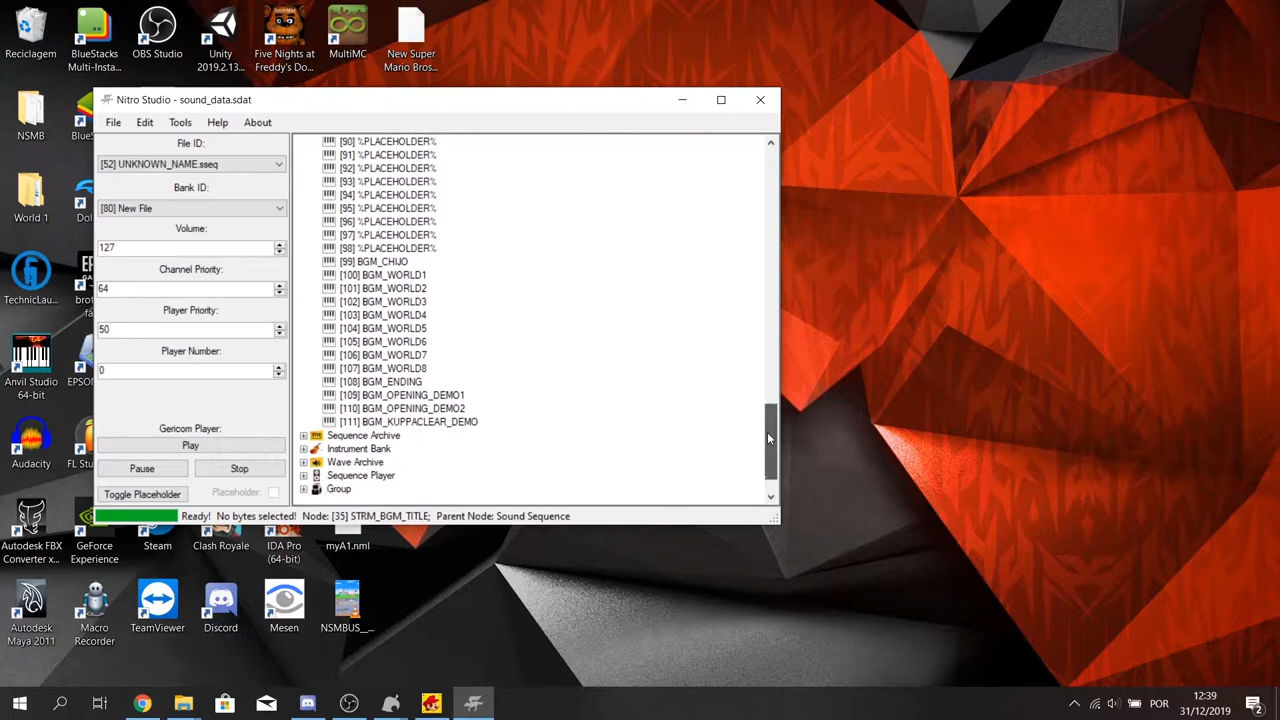 Reciclagem
BlueStacks
Multi-Insta...
OBS Studio
Unity
2019.2.13...
Five Nights at
Freddy's Do...
MultiMC
New Super
Mario Bros...
NSMB
World 1
Dol
TechnicLau...
EPSON
brot
fá
Anvil Studio
64-bit
Audacity
FL Stu
Nitro Studio - sound_data.sdat
File Edit Tools Help About
File ID:
[52] UNKNOWN_NAME.sseq
Bank ID:
[80] New File
Volume:
127
Channel Priority:
64
Player Priority:
50
Player Number:
0
Gericom Player:
Play
Pause Stop
Toggle Placeholder Placeholder:
[90] %PLACEHOLDER%
[91] %PLACEHOLDER%
[92] %PLACEHOLDER%
[93] %PLACEHOLDER%
[94] %PLACEHOLDER%
[95] %PLACEHOLDER%
[96] %PLACEHOLDER%
[97] %PLACEHOLDER%
[98] %PLACEHOLDER%
[99] BGM_CHIJO
[100] BGM_WORLD1
[101] BGM_WORLD2
[102] BGM_WORLD3
[103] BGM_WORLD4
[104] BGM_WORLD5
[105] BGM_WORLD6
[106] BGM_WORLD7
[107] BGM_WORLD8
[108] BGM_ENDING
[109] BGM_OPENING_DEMO1
[110] BGM_OPENING_DEMO2
[111] BGM_KUPPACLEAR_DEMO
Sequence Archive
Instrument Bank
Wave Archive
Sequence Player
Group
Ready! No bytes selected! Node: [35] STRM_BGM_TITLE; Parent Node: Sound Sequence
Autodesk FBX
Converter x...
GeForce
Experience
Steam
Clash Royale
IDA Pro
(64-bit)
myA1.nml
Autodesk
Maya 2011
Macro
Recorder
TeamViewer
Discord
Mesen
NSMBUS__...
POR
12:39
31/12/2019
2